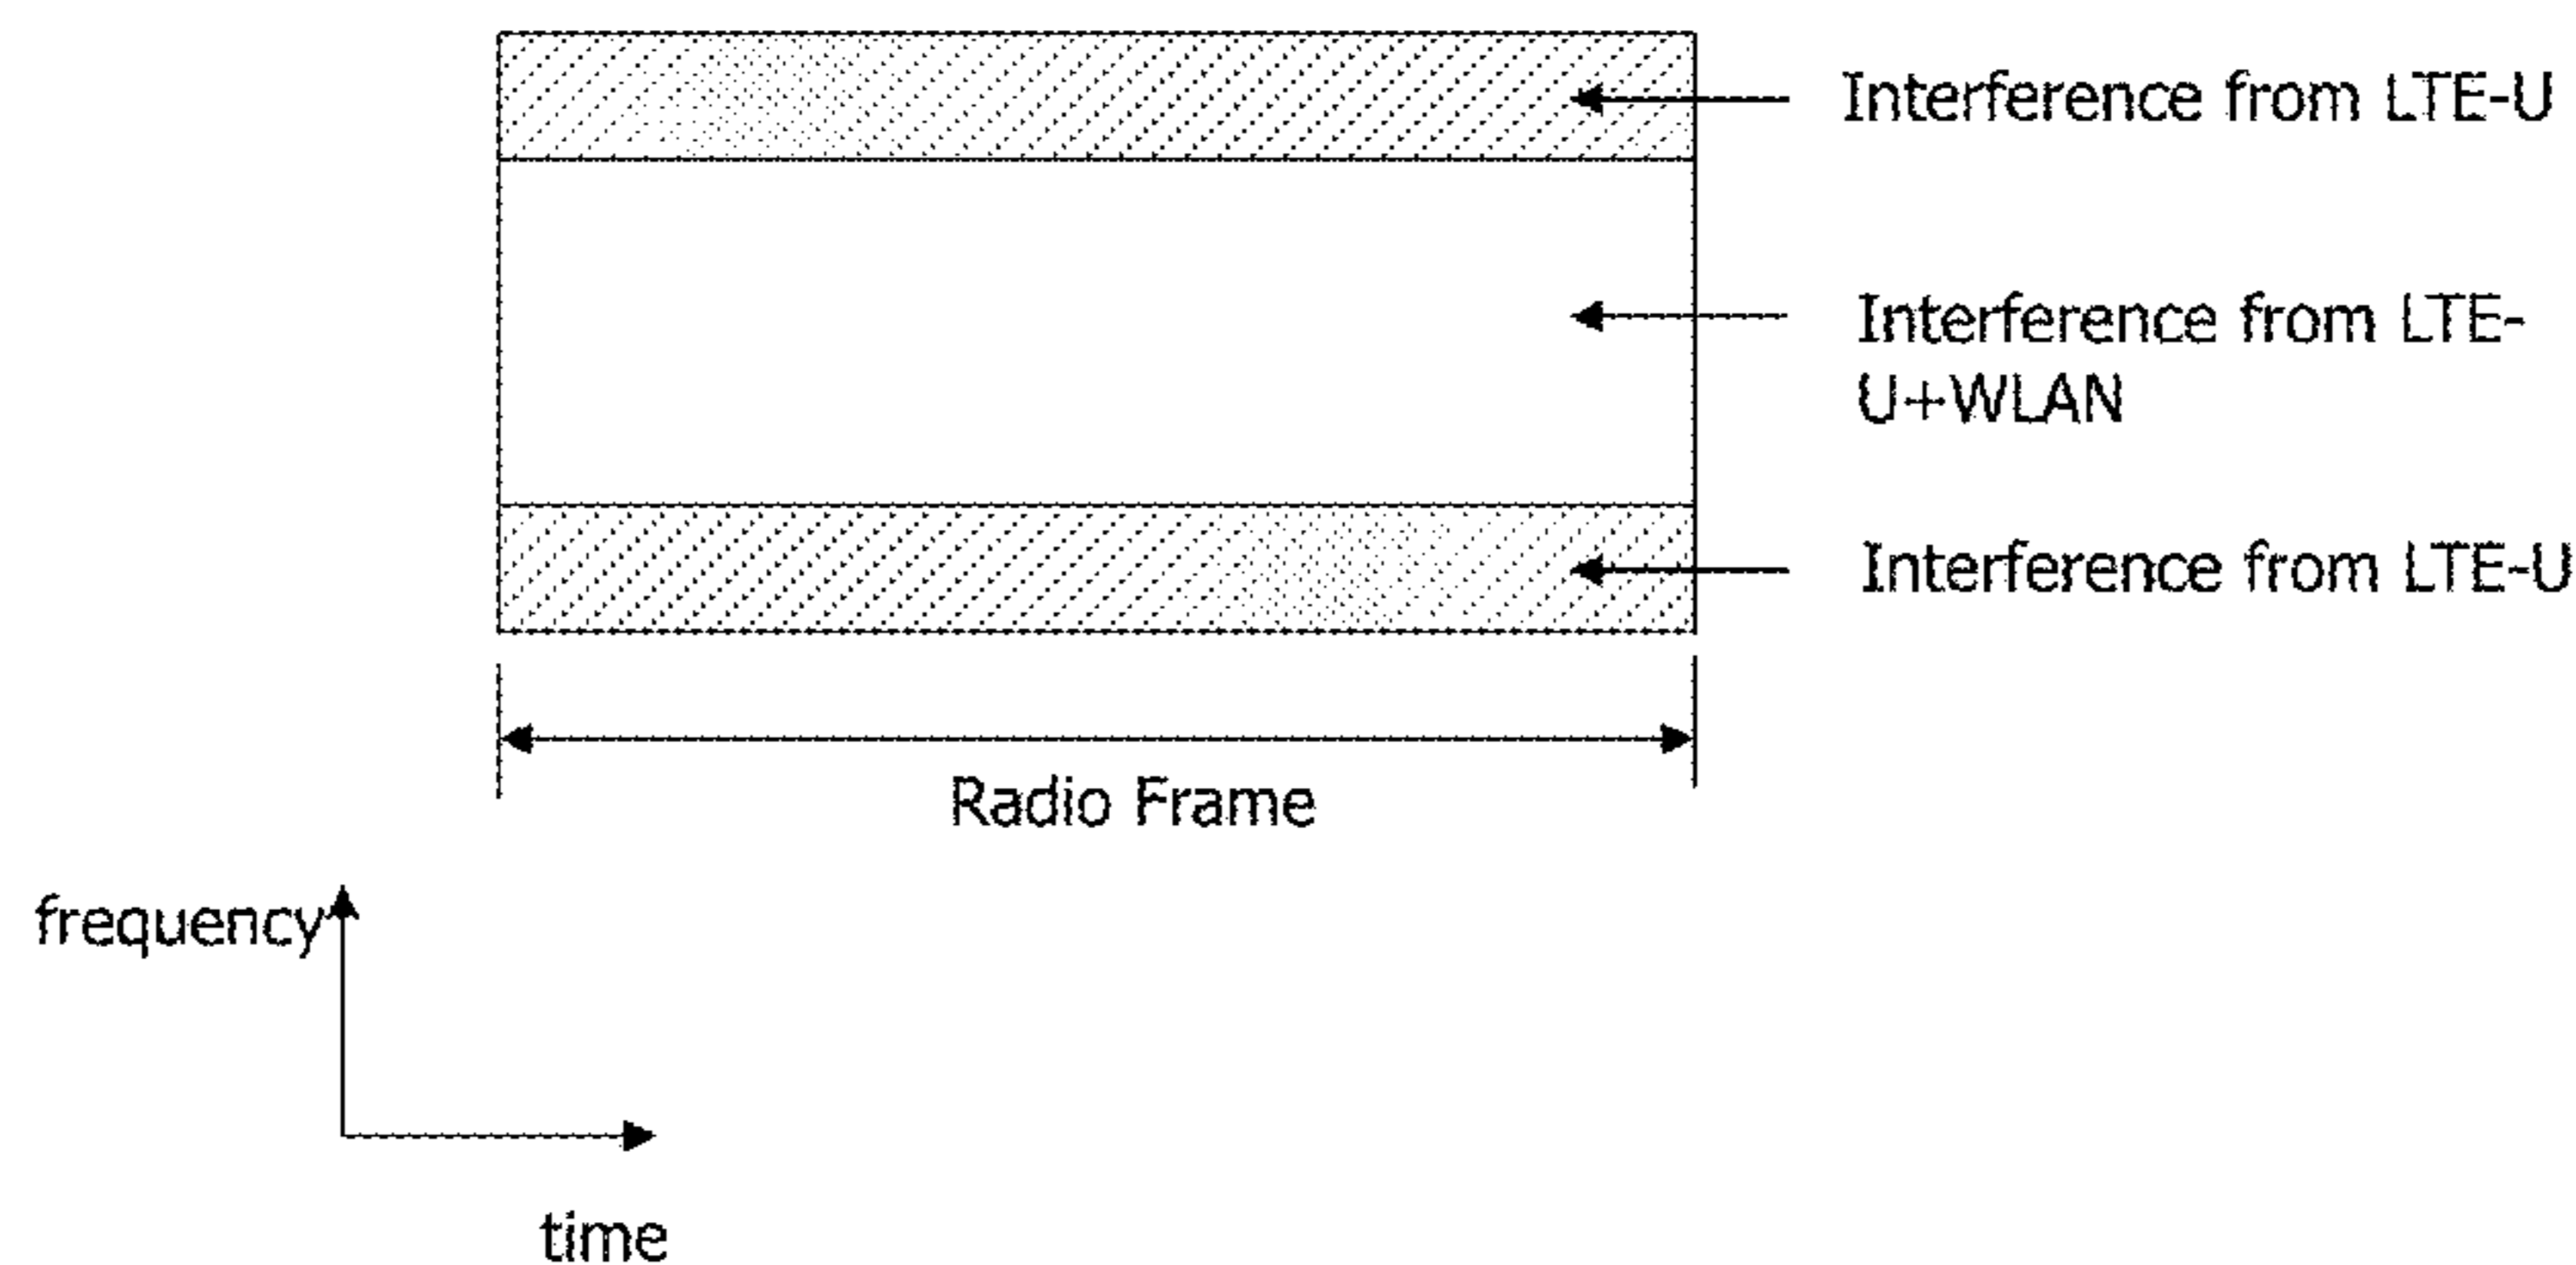 Interference from LTE-U
Interference from LTE-
U+WLAN
Interference from LTE-U
Radio Frame
frequency
time